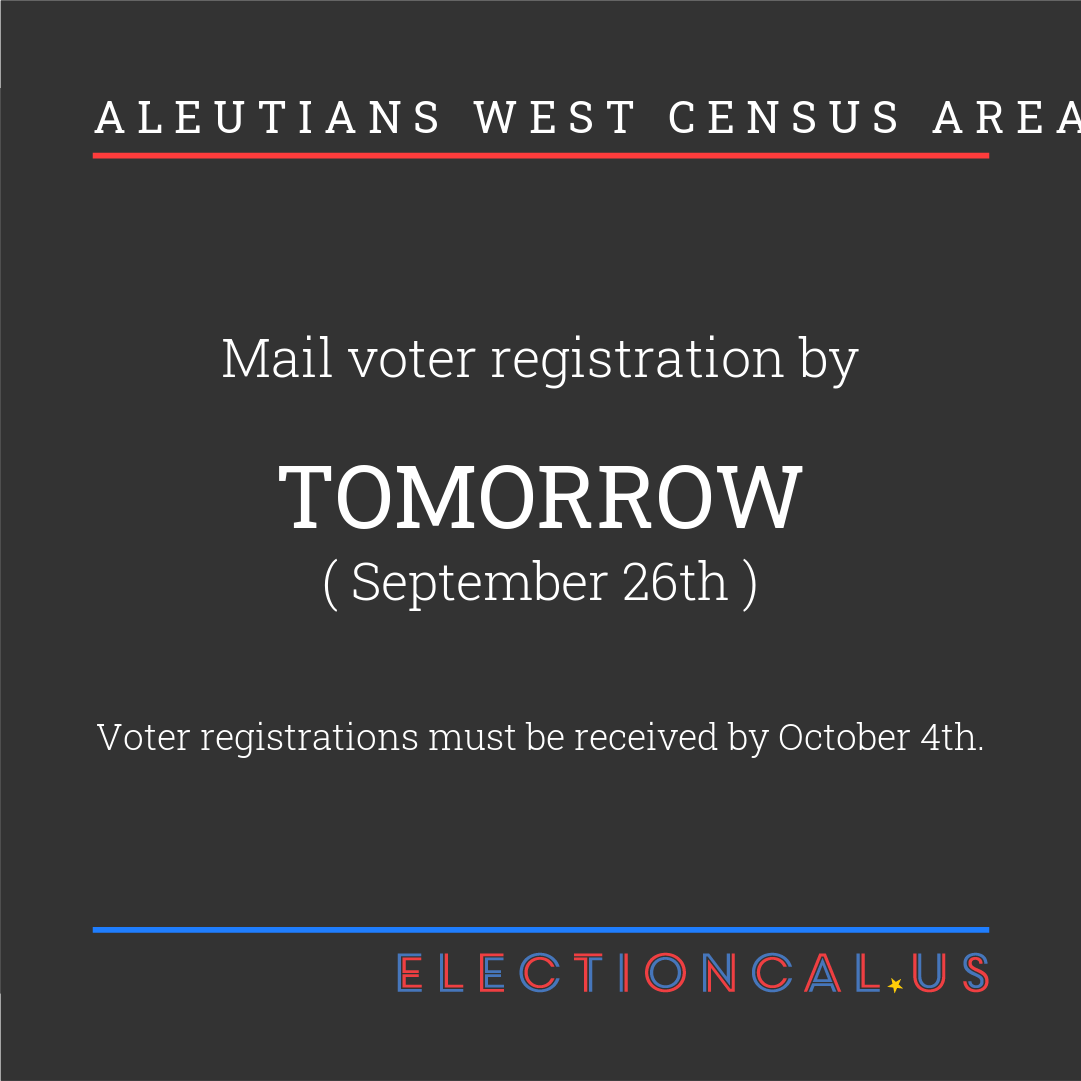 ALEUTIANS WEST CENSUS AREA
Mail voter registration by
TOMORROW
( September 26th )
Voter registrations must be received by October 4th.
ELECTIONCAL.US